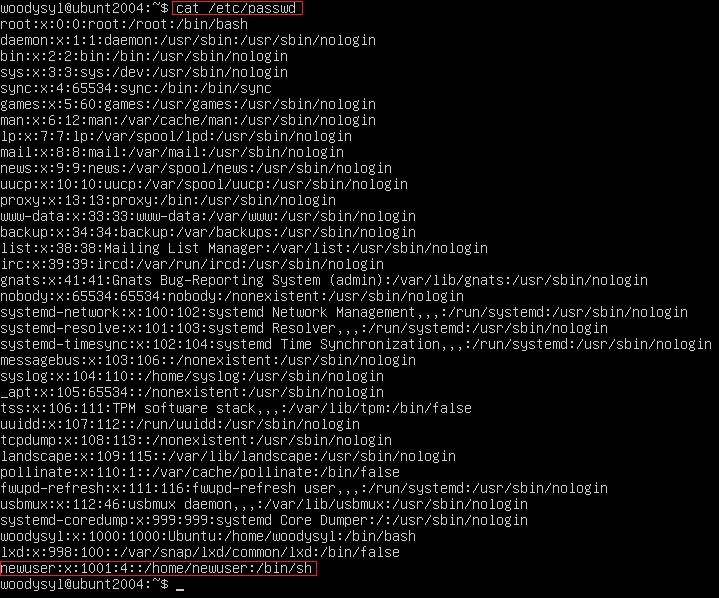 woodysyl@ubunt2004:~$ cat /etc/passwd
root:x:0:0:root:/root:/bin/bash
daemon:x:1:1:daemon:/usr/sbin:/usr/sbin/nologin
bin:x:2:2:bin:/bin:/usr/sbin/nologin
sys:x:3:3:sys:/dev:/usr/sbin/nologin
sync:x:4:65534:sync:/bin:/bin/sync
games:x:5:60:games:/usr/games:/usr/sbin/nologin
man:x:6:12:man:/var/cache/man:/usr/sbin/nologin
lp:x:7:7:lp:/var/spool/lpd:/usr/sbin/nologin
mail:x:8:8:mail:/var/mail:/usr/sbin/nologin
news:x:9:9:news:/var/spool/news:/usr/sbin/nologin
uucp:x:10:10:uucp:/var/spool/uucp:/usr/sbin/nologin
proxy:x:13:13:proxy:/bin:/usr/sbin/nologin
www-data:x:33:33:www-data:/var/www:/usr/sbin/nologin
backup:x:34:34:backup:/var/backups:/usr/sbin/nologin
list:x:38:38:Mailing List Manager:/var/list:/usr/sbin/nologin
irc:x:39:39:ircd:/var/run/ircd:/usr/sbin/nologin
gnats:x:41:41:Gnats Bug-Reporting System (admin):/var/lib/gnats:/usr/sbin/nologin
nobody:x:65534:65534:nobody:/nonexistent:/usr/sbin/nologin
systemd-network:x:100:102:systemd Network Management,,,:/run/systemd:/usr/sbin/nologin
systemd-resolve:x:101:103:systemd Resolver,,,:/run/systemd:/usr/sbin/nologin
systemd-timesync:x:102:104:systemd Time Synchronization,,,:/run/systemd:/usr/sbin/nologin
messagebus:x:103:106::/nonexistent:/usr/sbin/nologin
syslog:x:104:110::/home/syslog:/usr/sbin/nologin
_apt:x:105:65534::/nonexistent:/usr/sbin/nologin
tss:x:106:111:TPM software stack,,,:/var/lib/tpm:/bin/false
uuidd:x:107:112::/run/uuidd:/usr/sbin/nologin
tcpdump:x:108:113::/nonexistent:/usr/sbin/nologin
landscape:x:109:115::/var/lib/landscape:/usr/sbin/nologin
pollinate:x:110:1::/var/cache/pollinate:/bin/false
fwupd-refresh:x:111:116:fwupd-refresh user,,,:/run/systemd:/usr/sbin/nologin
usbmux:x:112:46:usbmux daemon,,,:/var/lib/usbmux:/usr/sbin/nologin
systemd-coredump:x:999:999:systemd Core Dumper:/:/usr/sbin/nologin
woodysyl:x:1000:1000:Ubuntu:/home/woodysyl:/bin/bash
lxd:x:998:100::/var/snap/lxd/common/lxd:/bin/false
newuser:x:1001:4::/home/newuser:/bin/sh
woodysyl@ubunt2004:~$ _